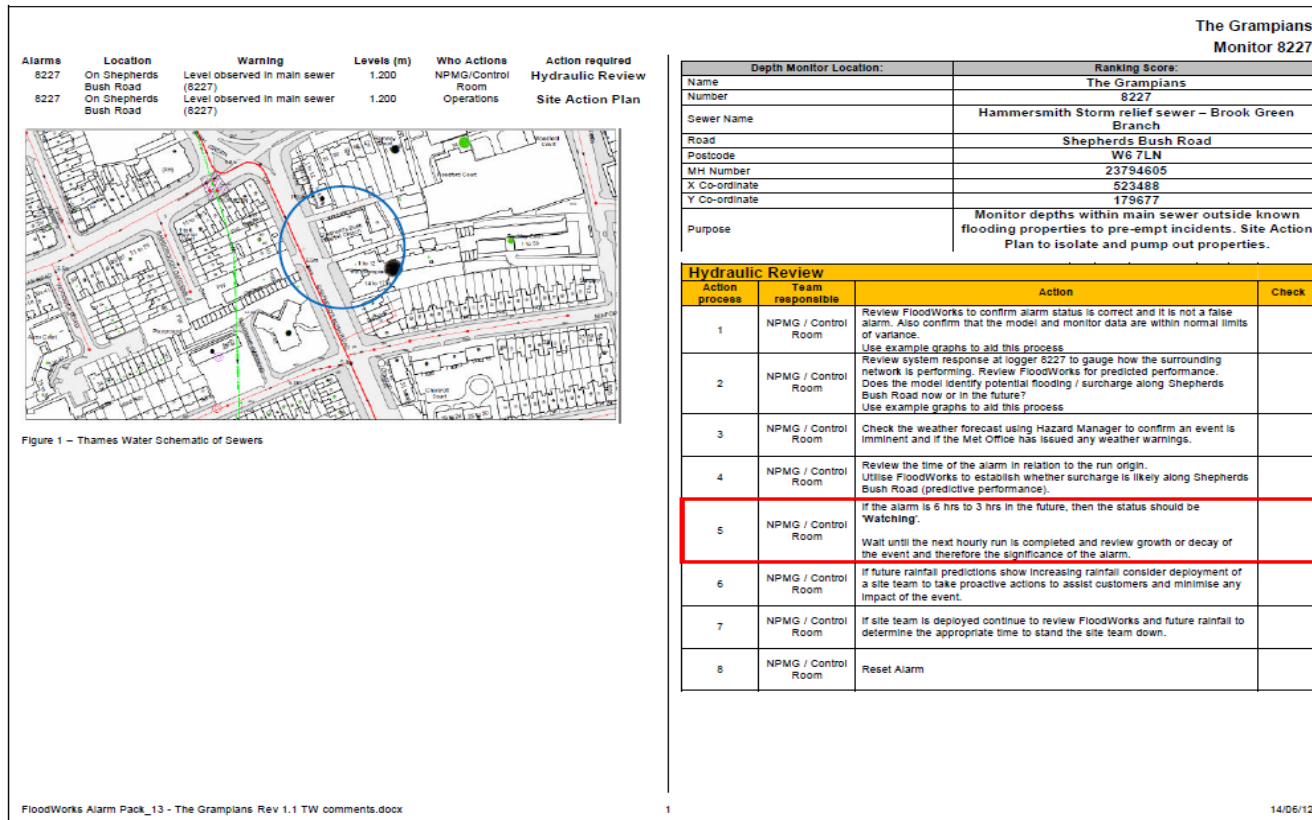 The Grampians
Monitor 8227
Alarms Location Warning Levels (m) Who Actions Action required
8227 On Shepherds Bush Road Level observed in main sewer (8227) 1.200 NPMG/Control Room Hydraulic Review
8227 On Shepherds Bush Road Level observed in main sewer (8227) 1.200 Operations Site Action Plan
Figure 1 – Thames Water Schematic of Sewers
Depth Monitor Location: Ranking Score:
Name The Grampians
Number 8227
Sewer Name Hammersmith Storm relief sewer – Brook Green Branch
Road Shepherds Bush Road
Postcode W6 7LN
MH Number 23794605
X Co-ordinate 523488
Y Co-ordinate 179677
Purpose Monitor depths within main sewer outside known flooding properties to pre-empt incidents. Site Action Plan to isolate and pump out properties.
Hydraulic Review
Action process Team responsible Action Check
1 NPMG / Control Room Review FloodWorks to confirm alarm status is correct and it is not a false
alarm. Also confirm that the model and monitor data are within normal limits
of variance.
Use example graphs to aid this process
2 NPMG / Control Room Review system response at logger 8227 to gauge how the surrounding
network is performing. Review FloodWorks for predicted performance.
Does the model identify potential flooding / surcharge along Shepherds
Bush Road now or in the future?
Use example graphs to aid this process
3 NPMG / Control Room Check the weather forecast using Hazard Manager to confirm an event is
imminent and if the Met Office has issued any weather warnings.
4 NPMG / Control Room Review the time of the alarm in relation to the run origin.
Utilise FloodWorks to establish whether surcharge is likely along Shepherds
Bush Road (predictive performance).
5 NPMG / Control Room If the alarm is 6 hrs to 3 hrs in the future, then the status should be
'Watching'.
Wait until the next hourly run is completed and review growth or decay of
the event and therefore the significance of the alarm.
6 NPMG / Control Room If future rainfall predictions show increasing rainfall consider deployment of
a site team to take proactive actions to assist customers and minimise any
impact of the event.
7 NPMG / Control Room If site team is deployed continue to review FloodWorks and future rainfall to
determine the appropriate time to stand the site team down.
8 NPMG / Control Room Reset Alarm
FloodWorks Alarm Pack_13 - The Grampians Rev 1.1 TW comments.docx
1
14/06/12